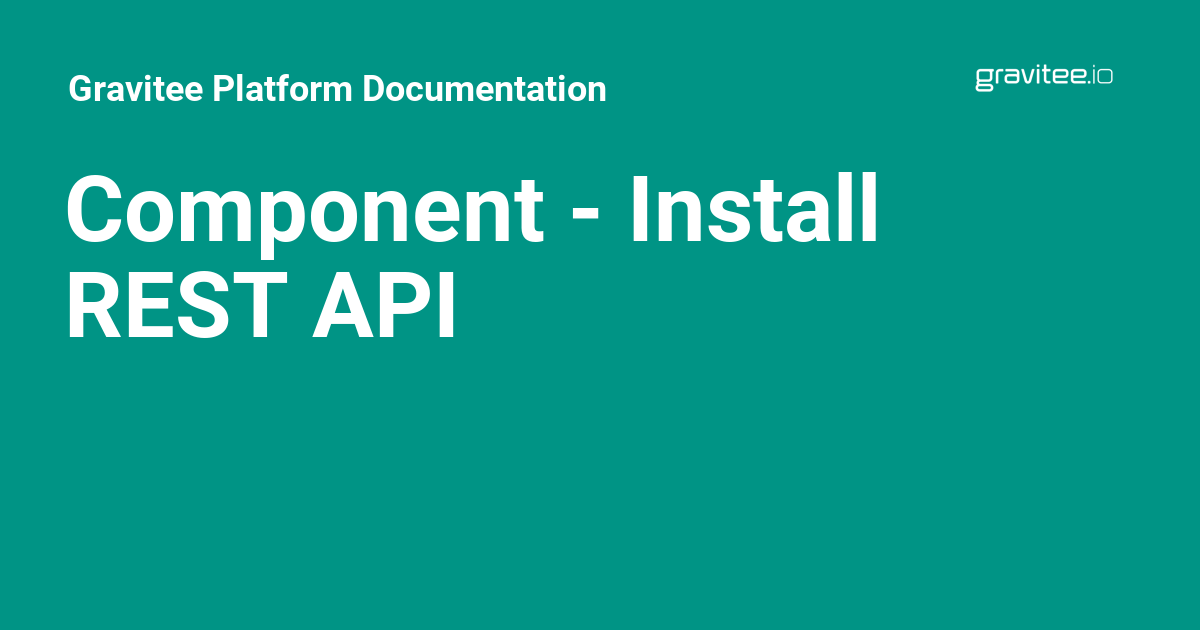 Gravitee Platform Documentation
gravitee.io
Component - Install
REST API